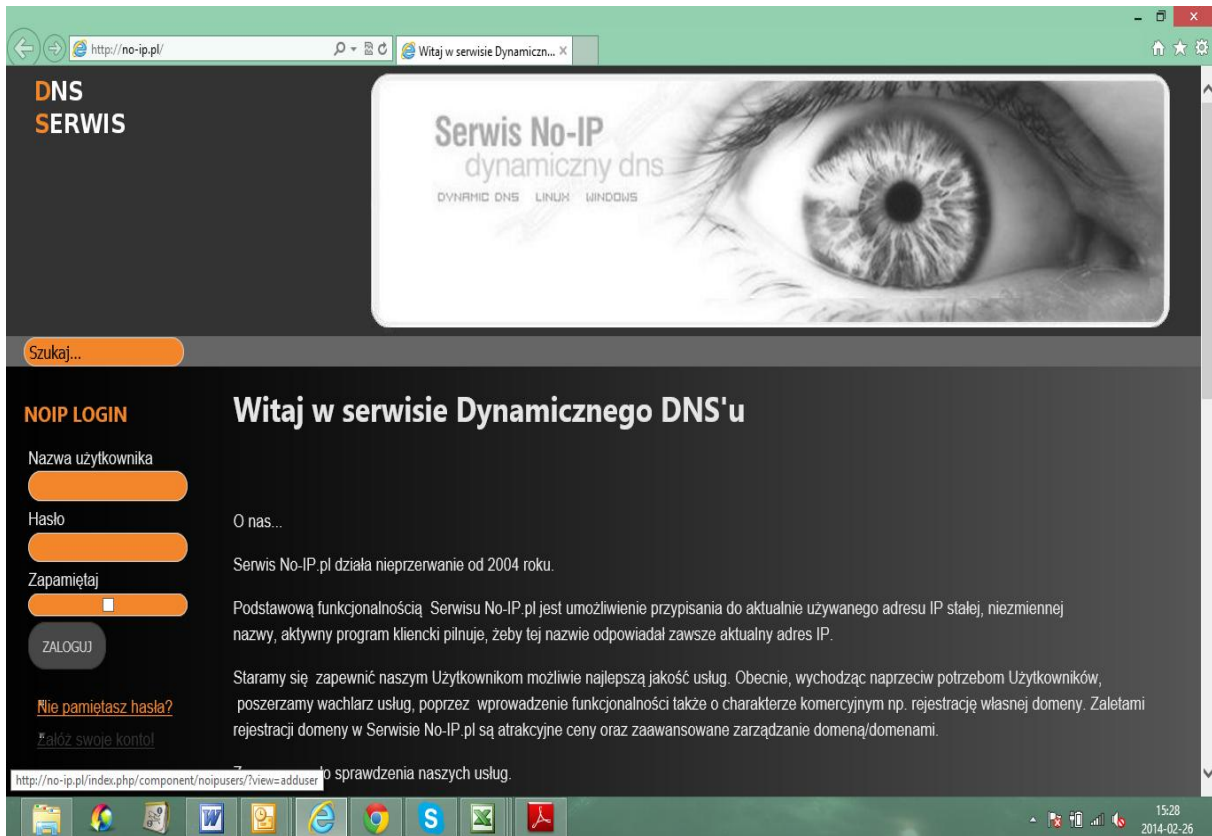 http://no-ip.pl/
Witaj w serwisie Dynamiczn...
DNS
SERWIS
Serwis No-IP
dynamiczny dns
DYNAMIC DNS LINUX WINDOWS
Szukaj...
NOIP LOGIN
Nazwa użytkownika
Hasło
Zapamiętaj
ZALOGUJ
Nie pamiętasz hasła?
Załóż swoje konto!
Witaj w serwisie Dynamicznego DNS'u
O nas...
Serwis No-IP.pl działa nieprzerwanie od 2004 roku.
Podstawową funkcjonalnością Serwisu No-IP.pl jest umożliwienie przypisania do aktualnie używanego adresu IP stałej, niezmiennej
nazwy, aktywny program kliencki pilnuje, żeby tej nazwie odpowiadał zawsze aktualny adres IP.
Staramy się zapewnić naszym Użytkownikom możliwie najlepszą jakość usług. Obecnie, wychodząc naprzeciw potrzebom Użytkowników,
poszerzamy wachlarz usług, poprzez wprowadzenie funkcjonalności także o charakterze komercyjnym np. rejestrację własnej domeny. Zaletami
rejestracji domeny w Serwisie No-IP.pl są atrakcyjne ceny oraz zaawansowane zarządzanie domeną/domenami.
sprawdzenia naszych usług.
http://no-ip.pl/index.php/component/noipusers/?view=adduser
15:28
2014-02-26